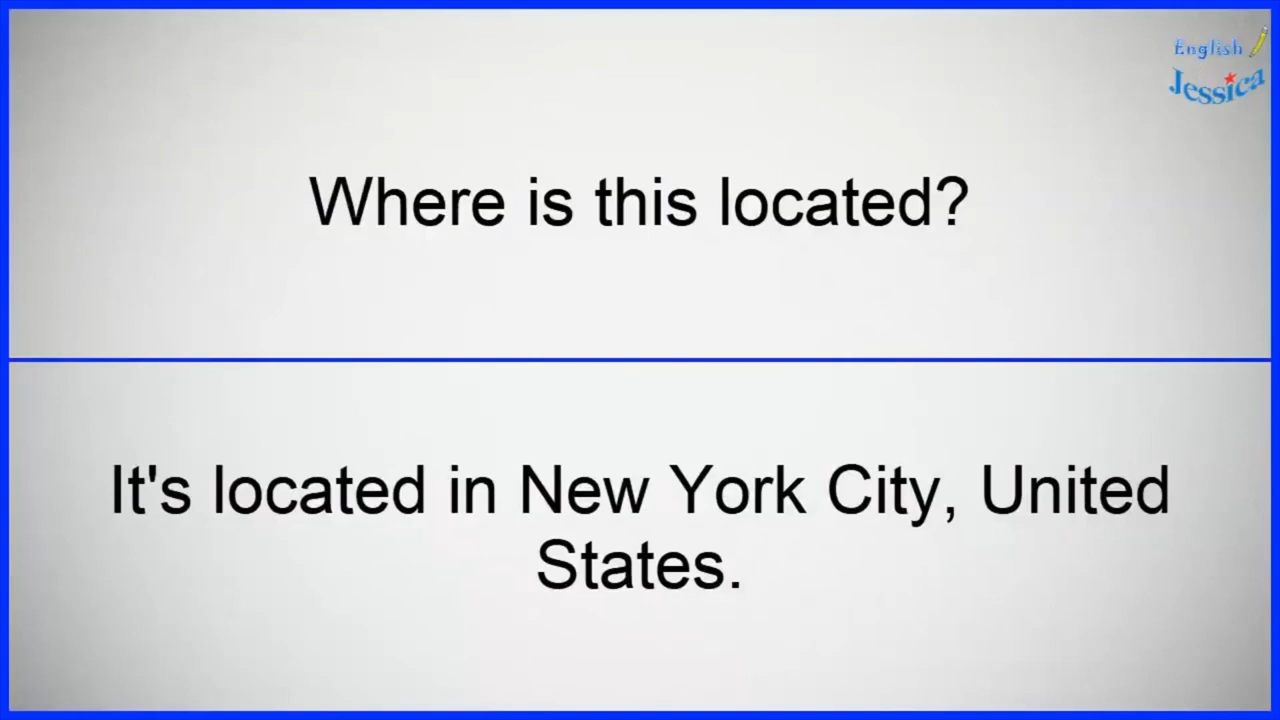 English
Jessica
Where is this located?
It's located in New York City, United
States.